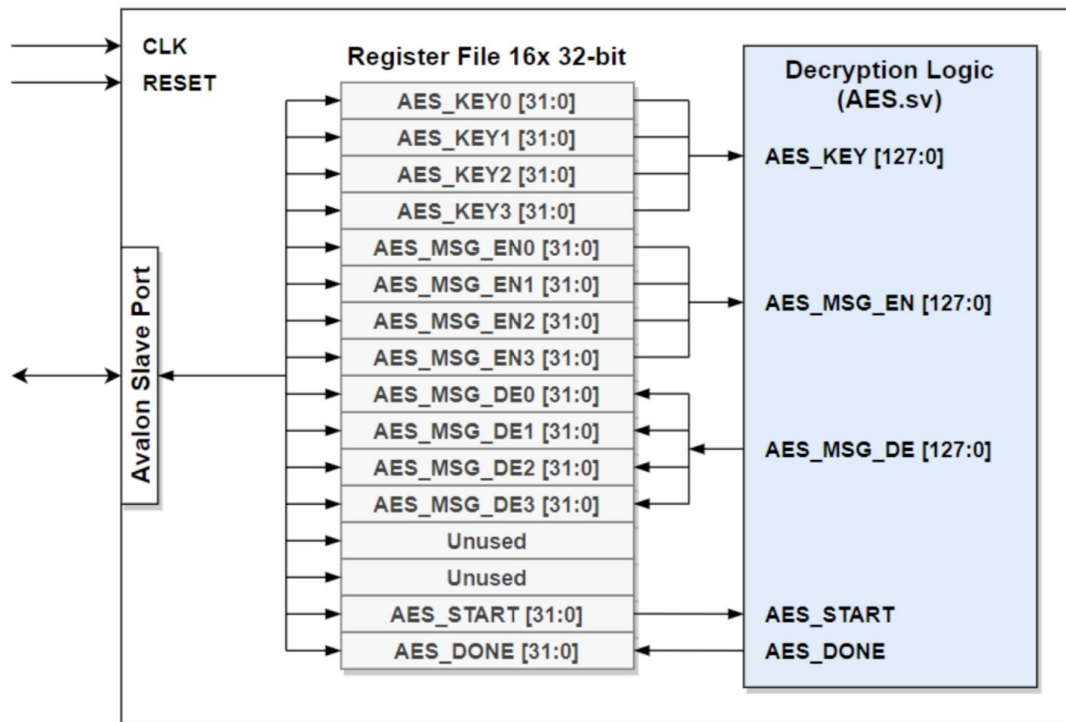 CLK
RESET
Avalon Slave Port
Register File 16x 32-bit
AES_KEY0 [31:0]
AES_KEY1 [31:0]
AES_KEY2 [31:0]
AES_KEY3 [31:0]
AES_MSG_EN0 [31:0]
AES_MSG_EN1 [31:0]
AES_MSG_EN2 [31:0]
AES_MSG_EN3 [31:0]
AES_MSG_DE0 [31:0]
AES_MSG_DE1 [31:0]
AES_MSG_DE2 [31:0]
AES_MSG_DE3 [31:0]
Unused
Unused
AES_START [31:0]
AES_DONE [31:0]
Decryption Logic
(AES.sv)
AES_KEY [127:0]
AES_MSG_EN [127:0]
AES_MSG_DE [127:0]
AES_START
AES_DONE